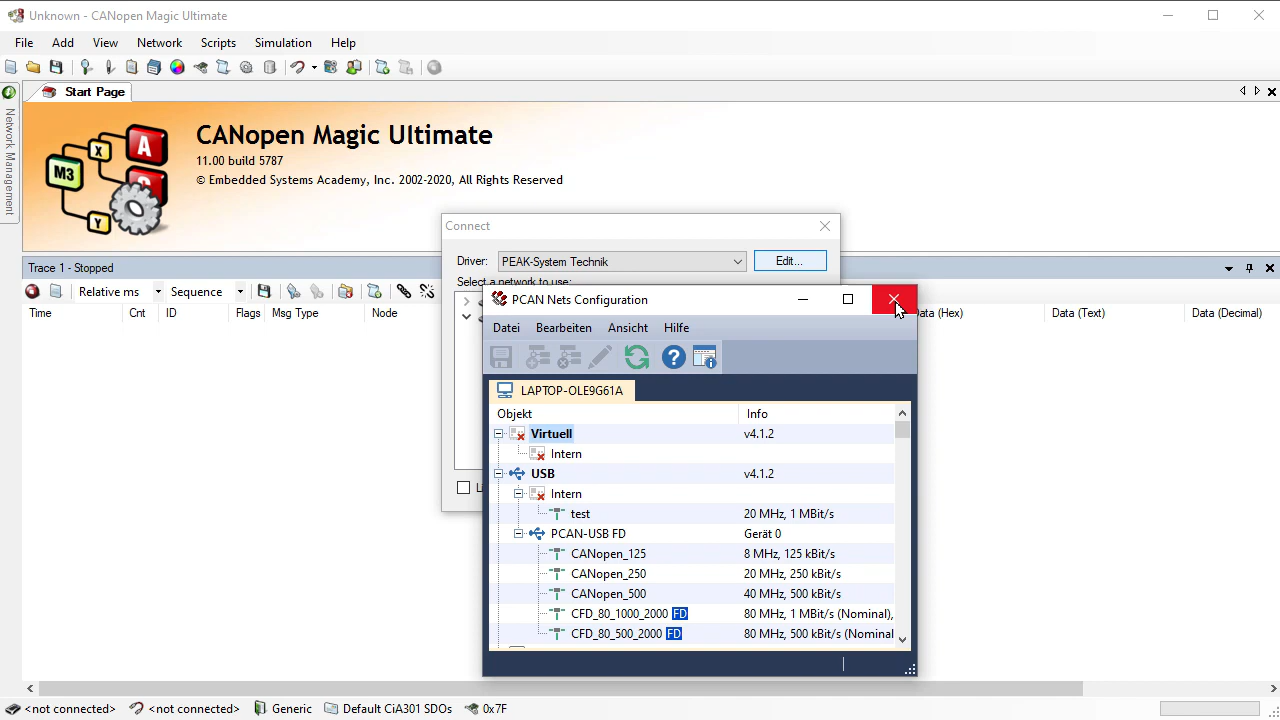 Unknown - CANopen Magic Ultimate
File Add View Network Scripts Simulation Help
Start Page
Network Management
M3 X A Y
CANopen Magic Ultimate
11.00 build 5787
© Embedded Systems Academy, Inc. 2002-2020, All Rights Reserved
Connect
Driver: PEAK-System Technik Edit...
Select a network to use:
Trace 1 - Stopped
Relative ms Sequence
Time Cnt ID Flags Msg Type Node Data (Hex) Data (Text) Data (Decimal)
PCAN Nets Configuration
Datei Bearbeiten Ansicht Hilfe
LAPTOP-OLE9G61A
Objekt Info
Virtuell v4.1.2
Intern
USB v4.1.2
Intern
test 20 MHz, 1 MBit/s
PCAN-USB FD Gerät 0
CANopen_125 8 MHz, 125 kBit/s
CANopen_250 20 MHz, 250 kBit/s
CANopen_500 40 MHz, 500 kBit/s
CFD_80_1000_2000 FD 80 MHz, 1 MBit/s (Nominal),
CFD_80_500_2000 FD 80 MHz, 500 kBit/s (Nominal
<not connected> <not connected> Generic Default CiA301 SDOs 0x7F